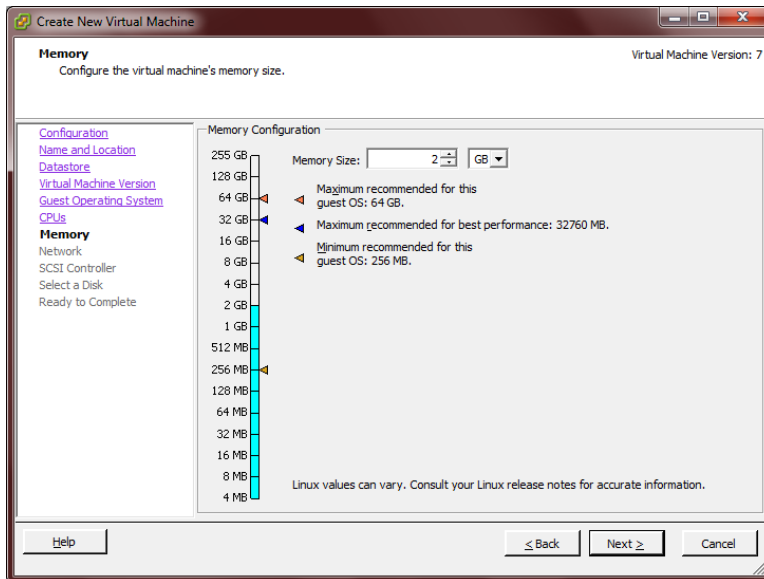 Create New Virtual Machine
Memory
Configure the virtual machine's memory size.
Virtual Machine Version: 7
Configuration
Name and Location
Datastore
Virtual Machine Version
Guest Operating System
CPUs
Memory
Network
SCSI Controller
Select a Disk
Ready to Complete
Memory Configuration
255 GB
128 GB
64 GB
32 GB
16 GB
8 GB
4 GB
2 GB
1 GB
512 MB
256 MB
128 MB
64 MB
32 MB
16 MB
8 MB
4 MB
Memory Size: 2 GB
Maximum recommended for this
guest OS: 64 GB.
Maximum recommended for best performance: 32760 MB.
Minimum recommended for this
guest OS: 256 MB.
Linux values can vary. Consult your Linux release notes for accurate information.
Help
< Back
Next >
Cancel